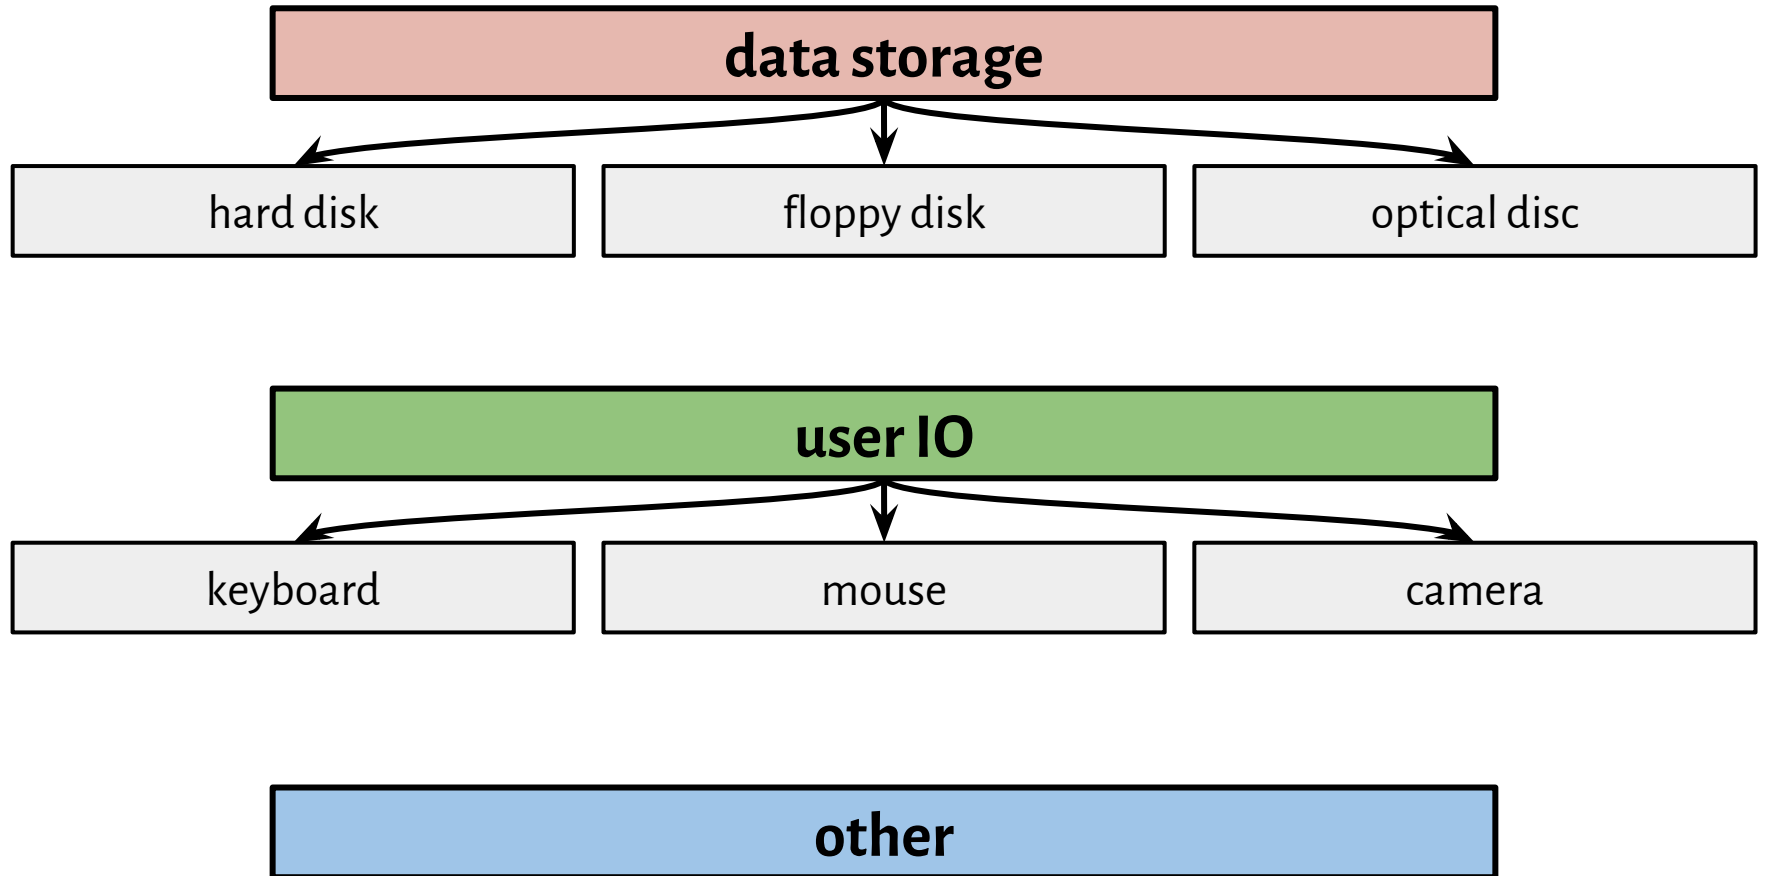 data storage
hard disk
floppy disk
optical disc
user IO
keyboard
mouse
camera
other